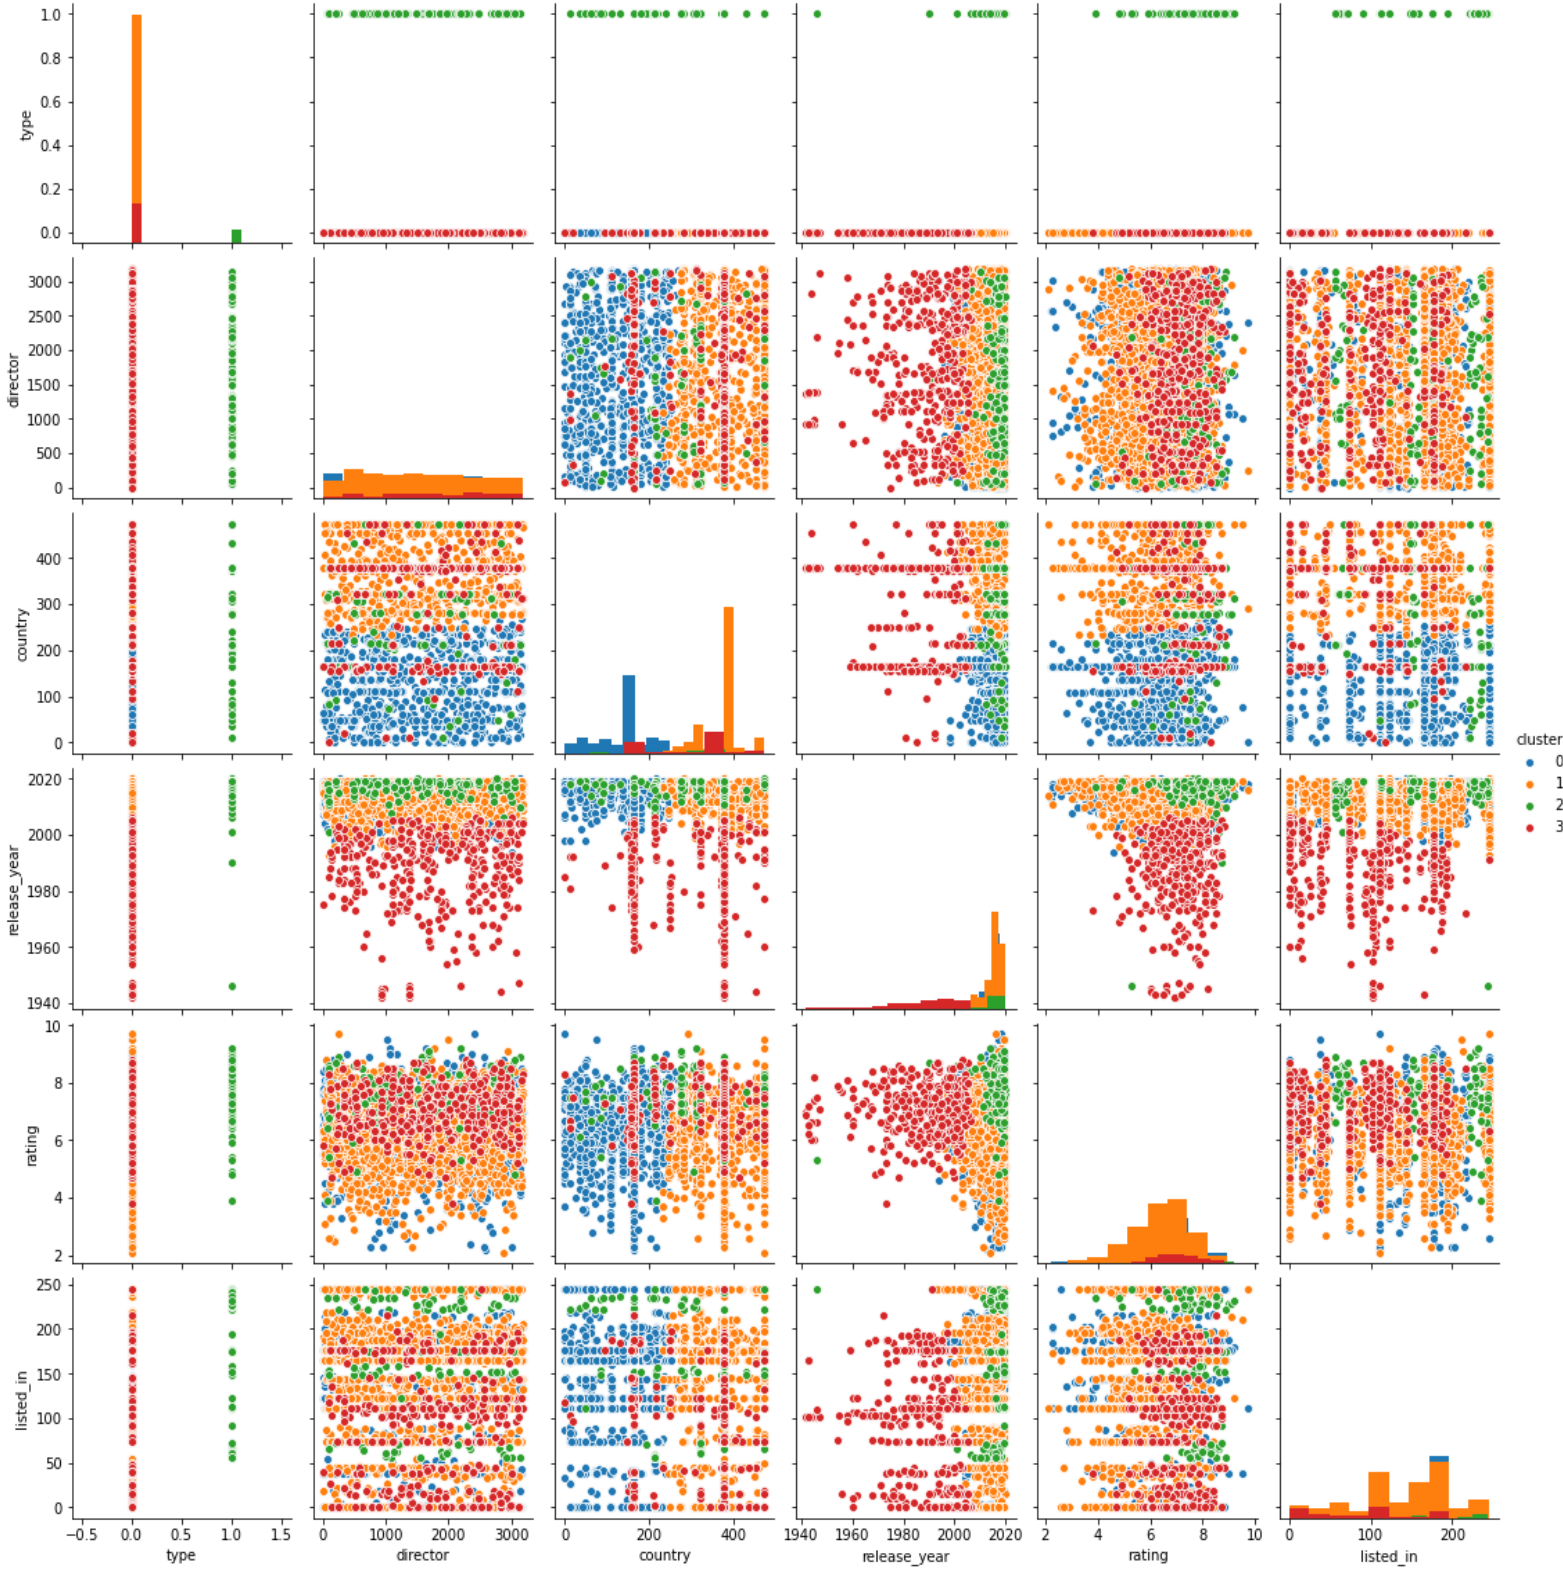 1.0
0.8
0.6
0.4
0.2
0.0
type
3000
2500
2000
1500
1000
500
0
director
400
300
200
100
0
country
2020
2000
1980
1960
1940
release_year
10
8
6
4
2
rating
250
200
150
100
50
0
listed_in
−0.5 0.0 0.5 1.0 1.5
type
0 1000 2000 3000
director
0 200 400
country
1940 1960 1980 2000 2020
release_year
2 4 6 8 10
rating
0 100 200
listed_in
cluster
0
1
2
3